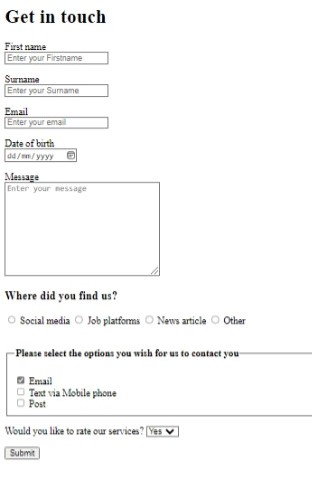 Get in touch
First name
Enter your Firstname
Surname
Enter your Surname
Email
Enter your email
Date of birth
dd/mm/yyyy
Message
Enter your message
Where did you find us?
Social media Job platforms News article Other
Please select the options you wish for us to contact you
Email
Text via Mobile phone
Post
Would you like to rate our services? Yes
Submit